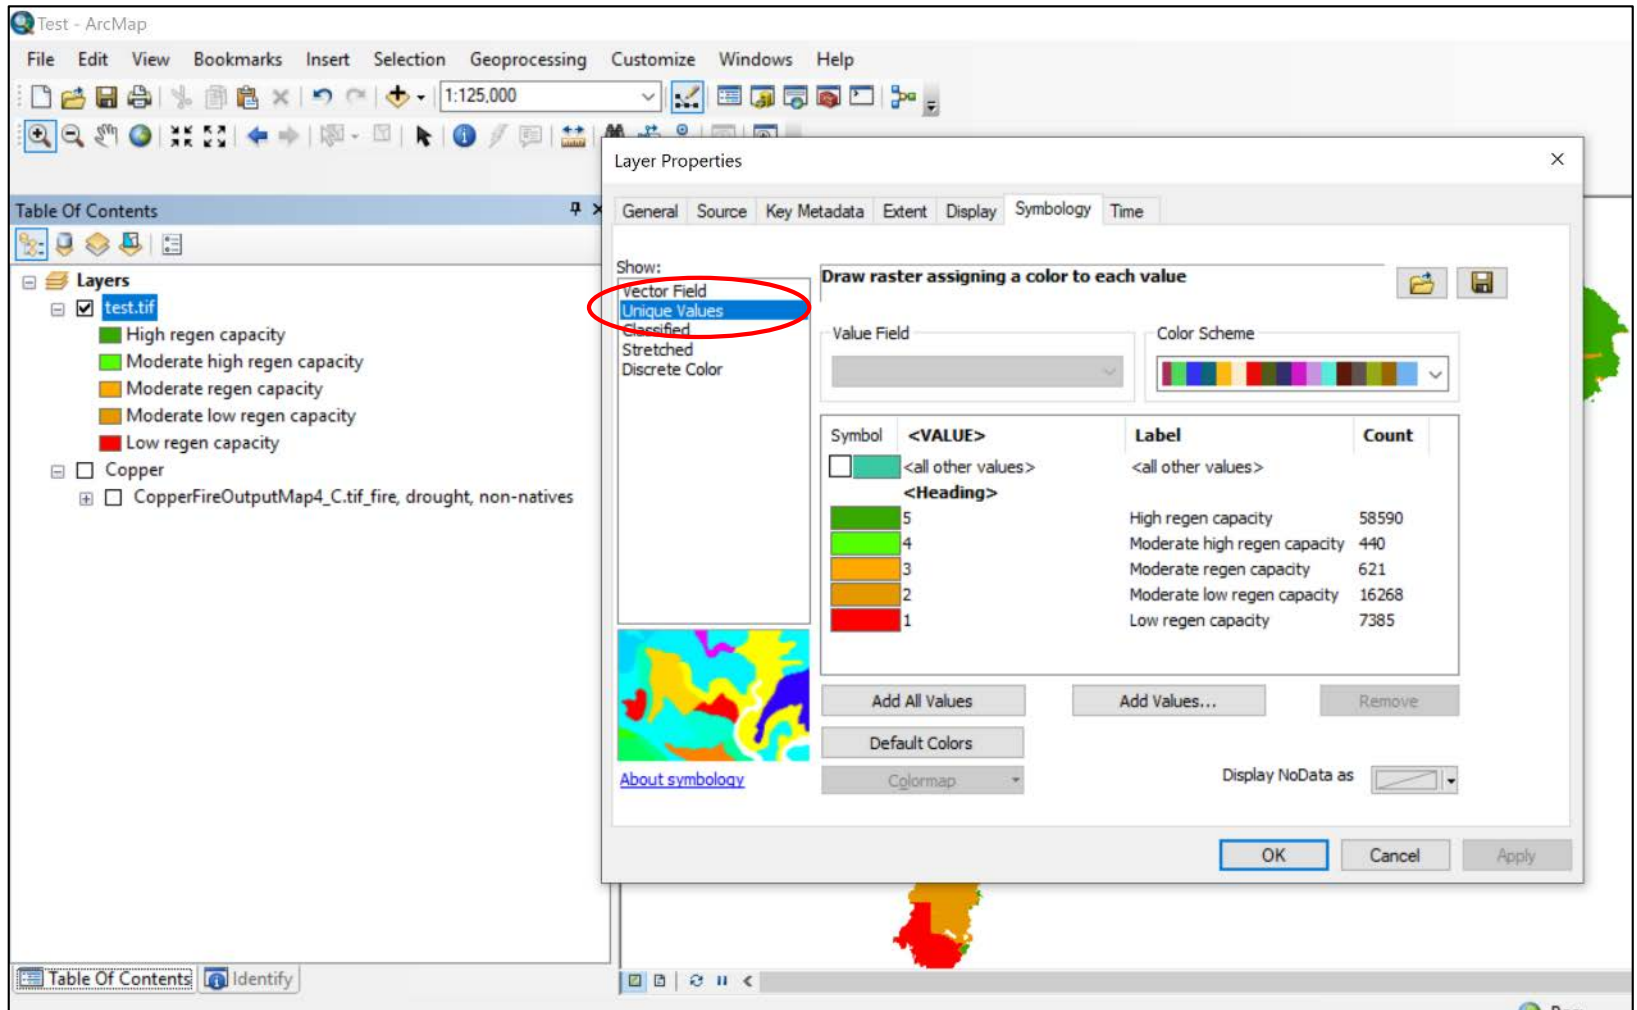 Test - ArcMap
File Edit View Bookmarks Insert Selection Geoprocessing Customize Windows Help
1:125,000
Table Of Contents
Layers
test.tif
High regen capacity
Moderate high regen capacity
Moderate regen capacity
Moderate low regen capacity
Low regen capacity
Copper
CopperFireOutputMap4_C.tif_fire, drought, non-natives
Table Of Contents Identify
Layer Properties
General Source Key Metadata Extent Display Symbology Time
Show:
Vector Field
Unique Values
Classified
Stretched
Discrete Color
About symbology
Draw raster assigning a color to each value
Value Field Color Scheme
Symbol <VALUE> Label Count
<all other values> <all other values>
<Heading>
5 High regen capacity 58590
4 Moderate high regen capacity 440
3 Moderate regen capacity 621
2 Moderate low regen capacity 16268
1 Low regen capacity 7385
Add All Values Add Values... Remove
Default Colors
Colormap Display NoData as
OK Cancel Apply